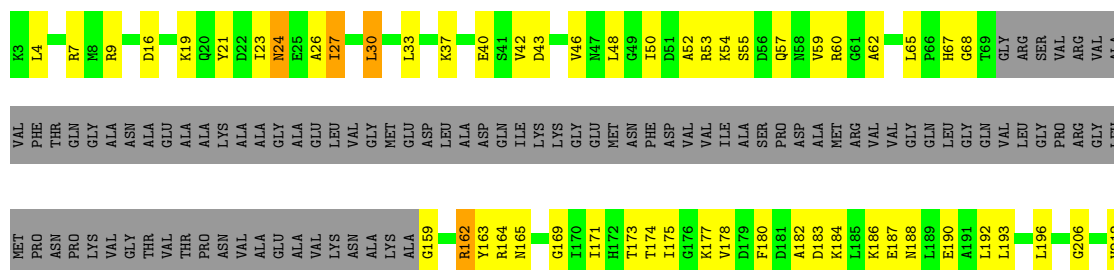 K3 L4 R7 M8 R9 D16 K19 Q20 Y21 D22 I23 N24 E25 A26 I27 L30 L33 K37 E40 S41 V42 D43 V46 N47 L48 G49 I50 D51 A52 R53 K54 S55 D56 Q57 N58 V59 R60 G61 A62 L65 P66 H67 G68 T69 GLY ARG SER VAL ARG VAL ALA
VAL PHE THR GLN GLY ALA ASN ALA GLU ALA ALA LYS ALA ALA GLY ALA GLU LEU VAL GLY MET GLU ASP LEU ALA ASP GLN ILE LYS LYS GLY GLU MET ASN PHE ASP VAL VAL ILE ALA SER PRO ASP ALA MET ARG VAL VAL GLY GLN LEU GLY GLN VAL LEU GLY PRO ARG GLY
MET PRO ASN PRO LYS VAL GLY THR VAL THR PRO ASN VAL ALA GLU ALA VAL LYS ASN ALA LYS ALA G159 R162 Y163 R164 N165 G169 I170 I171 H172 T173 T174 I175 G176 K177 V178 D179 F180 D181 A182 D183 K184 L185 K186 E187 N188 L189 E190 A191 L192 L193 L196 G206